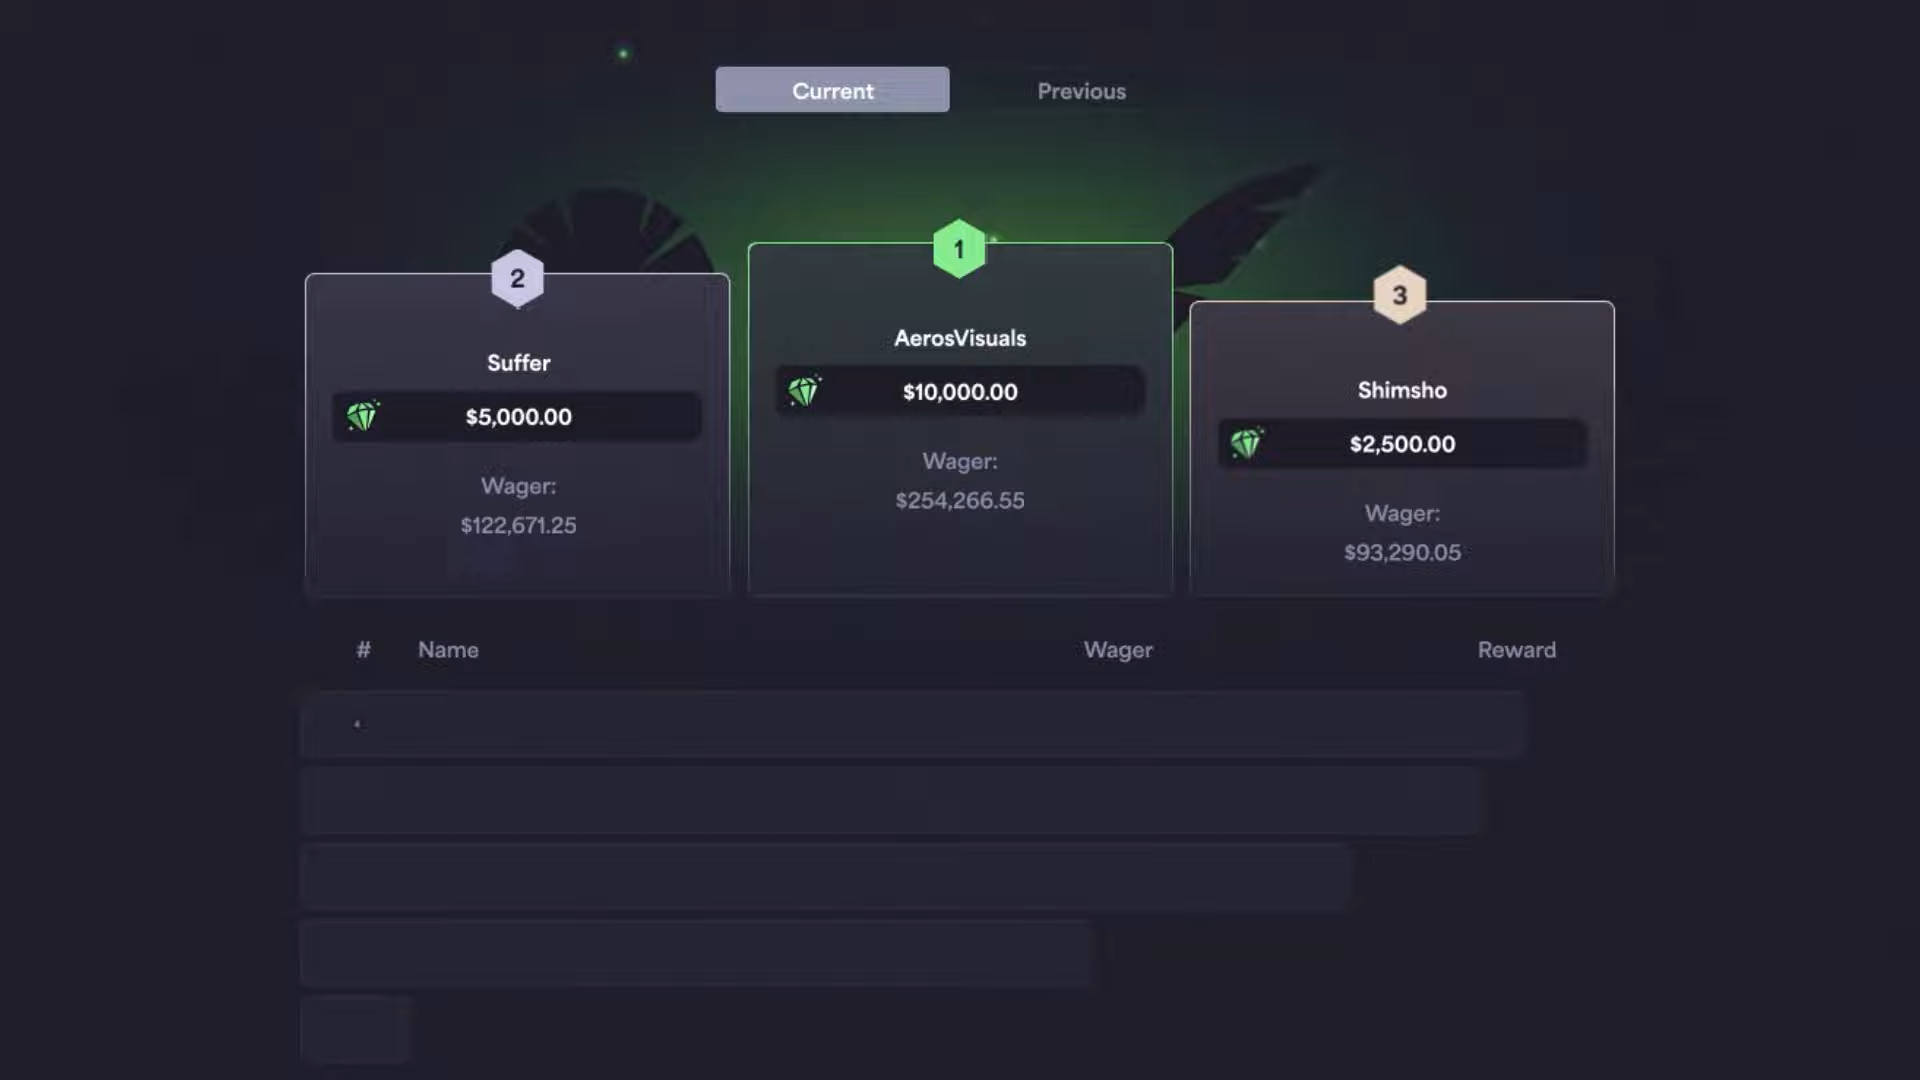 Current
Previous
2
Suffer
$5,000.00
Wager:
$122,671.25
1
AerosVisuals
$10,000.00
Wager:
$254,266.55
3
Shimsho
$2,500.00
Wager:
$93,290.05
# Name Wager Reward